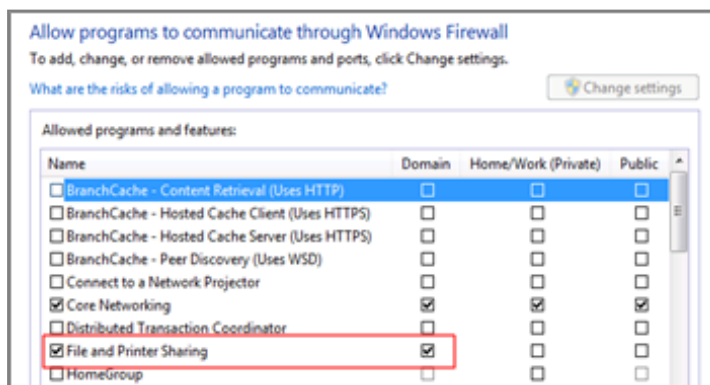 Allow programs to communicate through Windows Firewall
To add, change, or remove allowed programs and ports, click Change settings.
What are the risks of allowing a program to communicate?
Change settings
Allowed programs and features:
Name Domain Home/Work (Private) Public
BranchCache - Content Retrieval (Uses HTTP)
BranchCache - Hosted Cache Client (Uses HTTPS)
BranchCache - Hosted Cache Server (Uses HTTPS)
BranchCache - Peer Discovery (Uses WSD)
Connect to a Network Projector
Core Networking
Distributed Transaction Coordinator
File and Printer Sharing
HomeGroup